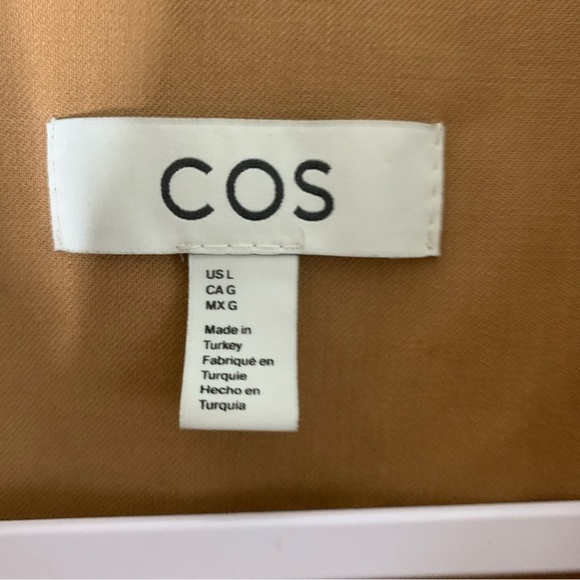 COS
US L
CA G
MX G
Made in
Turkey
Fabriqué en
Turquie
Hecho en
Turquía